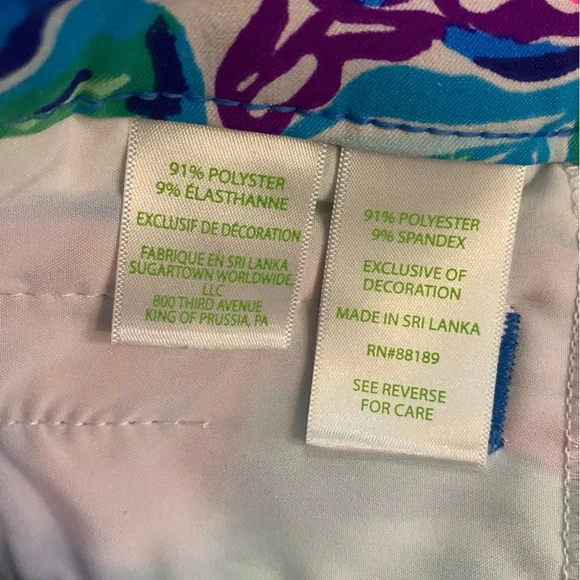 91% POLYSTER
9% ÉLASTHANNE
EXCLUSIF DE DÉCORATION
FABRIQUE EN SRI LANKA
SUGARTOWN WORLDWIDE,
LLC
800 THIRD AVENUE
KING OF PRUSSIA, PA
91% POLYESTER
9% SPANDEX
EXCLUSIVE OF
DECORATION
MADE IN SRI LANKA
RN#88189
SEE REVERSE
FOR CARE